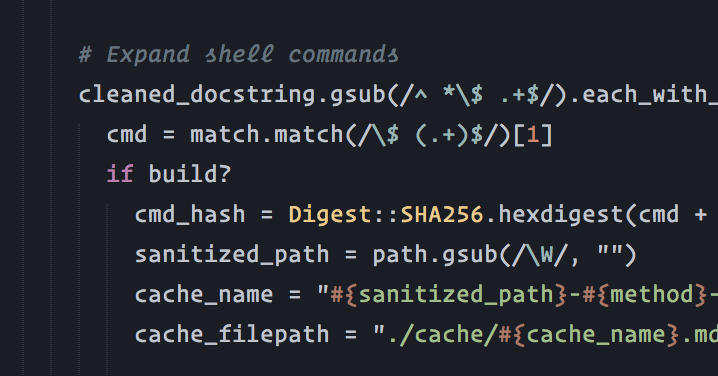 # Expand shell commands
cleaned_docstring.gsub(/^ *\$ .+$/).each_with_
cmd = match.match(/\$ (.+)$/)[1]
if build?
cmd_hash = Digest::SHA256.hexdigest(cmd +
sanitized_path = path.gsub(/\W/, "")
cache_name = "#{sanitized_path}-#{method}-
cache_filepath = "./cache/#{cache_name}.md